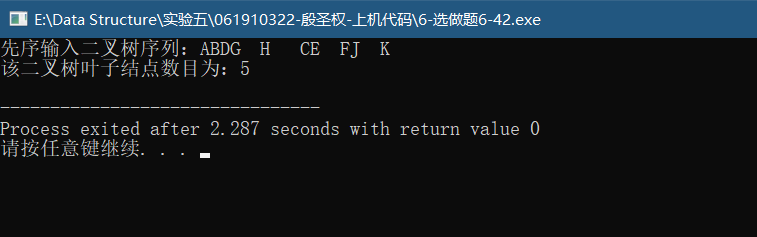 E:\Data Structure\实验五\061910322-殷圣权-上机代码\6-选做题6-42.exe
先序输入二叉树序列：ABDG  H   CE  FJ  K
该二叉树叶子结点数目为：5
--------------------------------
Process exited after 2.287 seconds with return value 0
请按任意键继续. . .